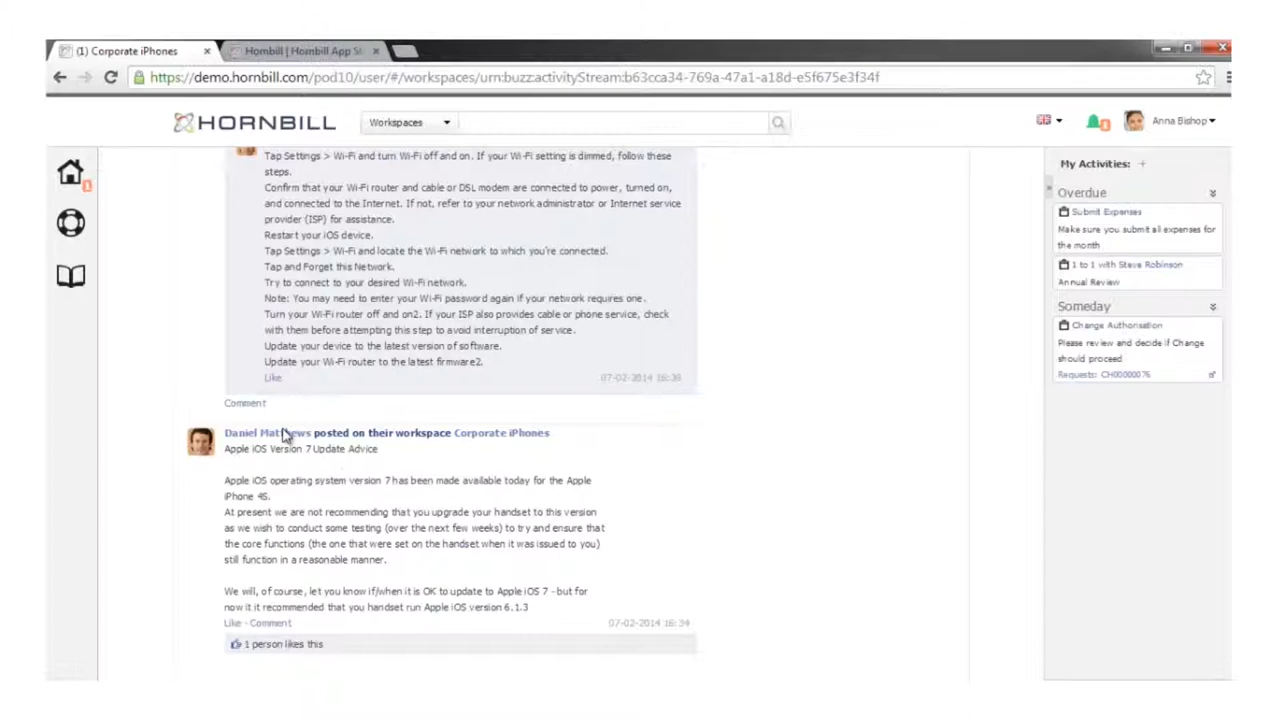 (1) Corporate iPhones
Hornbill | Hornbill App St
https://demo.hornbill.com/pod10/user/#/workspaces/urn:buzz:activityStream:b63cca34-769a-47a1-a18d-e5f675e3f34f
HORNBILL
Workspaces
Anna Bishop
Tap Settings > Wi-Fi and turn Wi-Fi off and on. If your Wi-Fi setting is dimmed, follow these
steps.
Confirm that your Wi-Fi router and cable or DSL modem are connected to power, turned on,
and connected to the Internet. If not, refer to your network administrator or Internet service
provider (ISP) for assistance.
Restart your iOS device.
Tap Settings > Wi-Fi and locate the Wi-Fi network to which you're connected.
Tap and Forget this Network.
Try to connect to your desired Wi-Fi network.
Note: You may need to enter your Wi-Fi password again if your network requires one.
Turn your Wi-Fi router off and on2. If your ISP also provides cable or phone service, check
with them before attempting this step to avoid interruption of service.
Update your device to the latest version of software.
Update your Wi-Fi router to the latest firmware2.
Like 07-02-2014 16:39
Comment
Daniel Matthews posted on their workspace Corporate iPhones
Apple iOS Version 7 Update Advice
Apple iOS operating system version 7 has been made available today for the Apple
iPhone 4S.
At present we are not recommending that you upgrade your handset to this version
as we wish to conduct some testing (over the next few weeks) to try and ensure that
the core functions (the one that were set on the handset when it was issued to you)
still function in a reasonable manner.
We will, of course, let you know if/when it is OK to update to Apple iOS 7 - but for
now it it recommended that you handset run Apple iOS version 6.1.3
Like - Comment 07-02-2014 16:34
1 person likes this
My Activities: +
Overdue
Submit Expenses
Make sure you submit all expenses for
the month
1 to 1 with Steve Robinson
Annual Review
Someday
Change Authorisation
Please review and decide if Change
should proceed
Requests: CH00000076